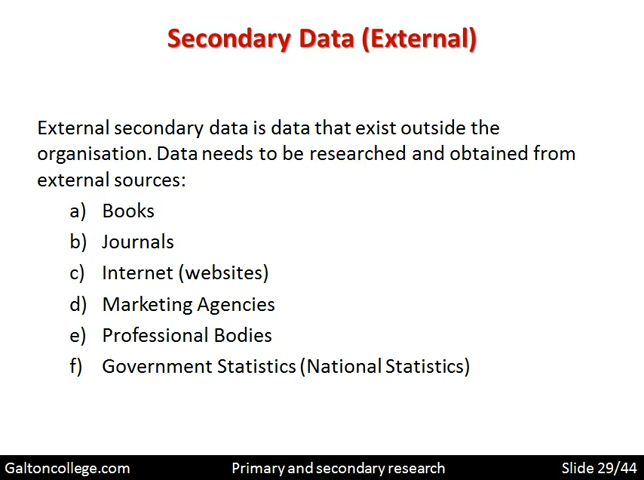 Secondary Data (External)
External secondary data is data that exist outside the
organisation. Data needs to be researched and obtained from
external sources:
a) Books
b) Journals
c) Internet (websites)
d) Marketing Agencies
e) Professional Bodies
f) Government Statistics (National Statistics)
Galtoncollege.com Primary and secondary research Slide 29/44